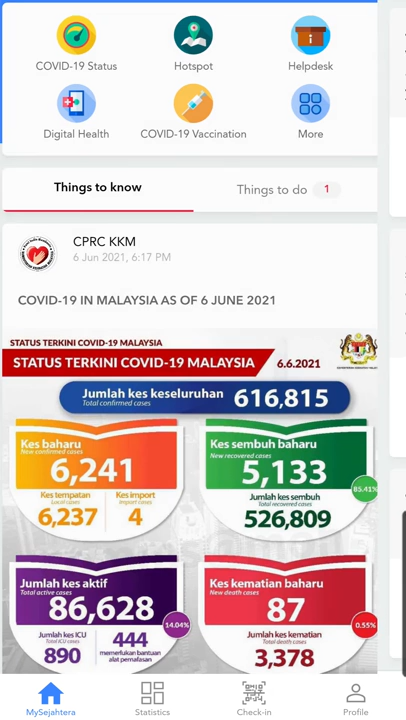 COVID-19 Status
Hotspot
Helpdesk
Digital Health
COVID-19 Vaccination
More
Things to know
Things to do 1
CPRC KKM
6 Jun 2021, 6:17 PM
COVID-19 IN MALAYSIA AS OF 6 JUNE 2021
STATUS TERKINI COVID-19 MALAYSIA
STATUS TERKINI COVID-19 MALAYSIA 6.6.2021
Jumlah kes keseluruhan 616,815
Total confirmed cases
Kes baharu
New confirmed cases
6,241
Kes tempatan
Local cases
6,237
Kes import
Import cases
4
Kes sembuh baharu
New recovered cases
5,133
85.41%
Jumlah kes sembuh
Total recovered cases
526,809
Jumlah kes aktif
Total active cases
86,628
14.04%
Jumlah kes ICU
Total ICU cases
890
444
memerlukan bantuan
alat pernafasan
Kes kematian baharu
New death cases
87
0.55%
Jumlah kes kematian
Total death cases
3,378
MySejahtera
Statistics
Check-in
Profile